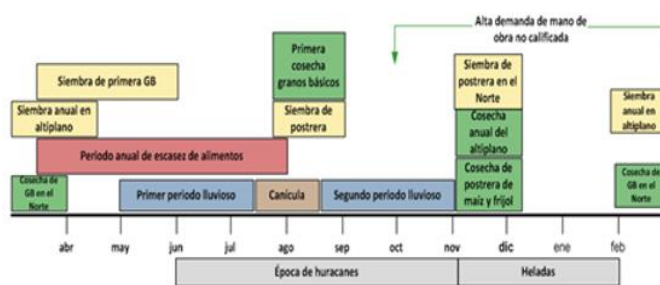 Alta demanda de mano de
obra no calificada
Primera
cosecha
granos básicos
Siembra de primera GB
Siembra de
postrera en el
Norte
Siembra anual en
altiplano
Siembra de
postrera
Siembra
anual en
altiplano
Cosecha
anual del
altiplano
Periodo anual de escasez de alimentos
Cosecha de
GB en el
Norte
Primer periodo lluvioso
Canícula
Segundo periodo lluvioso
Cosecha de
postrera de
maíz y frijol
Cosecha de
GB en el
Norte
abr may jun jul ago sep oct nov dic ene feb
Época de huracanes
Heladas